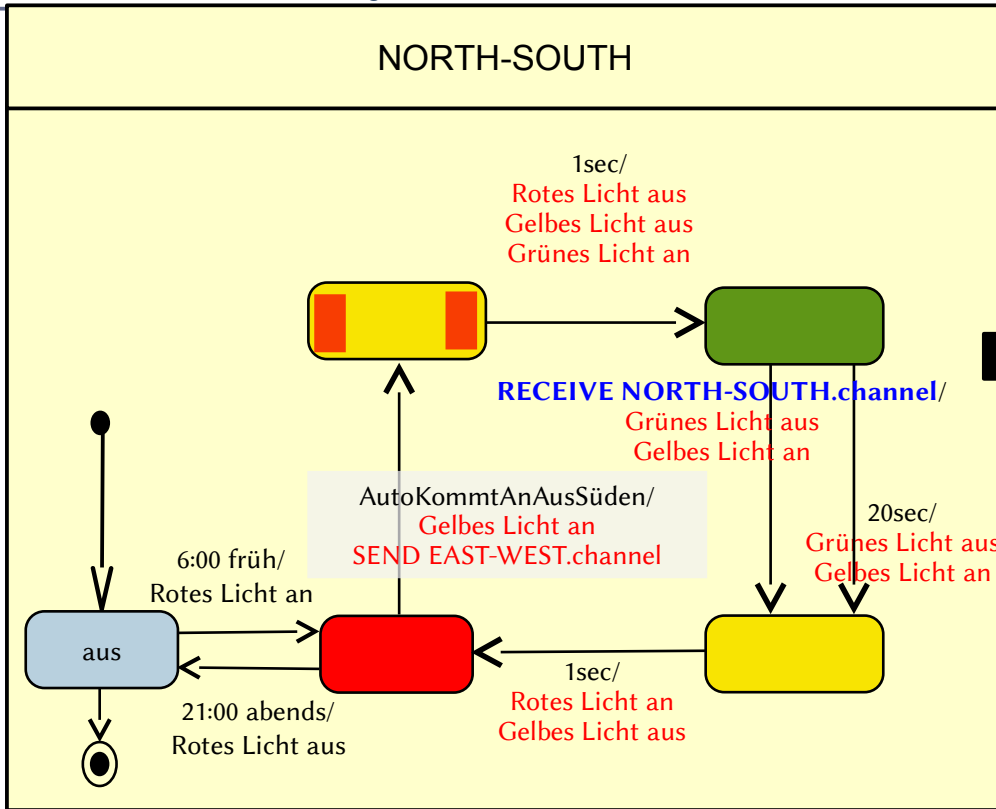 NORTH-SOUTH
1sec/
Rotes Licht aus
Gelbes Licht aus
Grünes Licht an
RECEIVE NORTH-SOUTH.channel/
Grünes Licht aus
Gelbes Licht an
AutoKommtAnAusSüden/
Gelbes Licht an
SEND EAST-WEST.channel
20sec/
Grünes Licht aus
Gelbes Licht an
6:00 früh/
Rotes Licht an
aus
1sec/
Rotes Licht an
Gelbes Licht aus
21:00 abends/
Rotes Licht aus